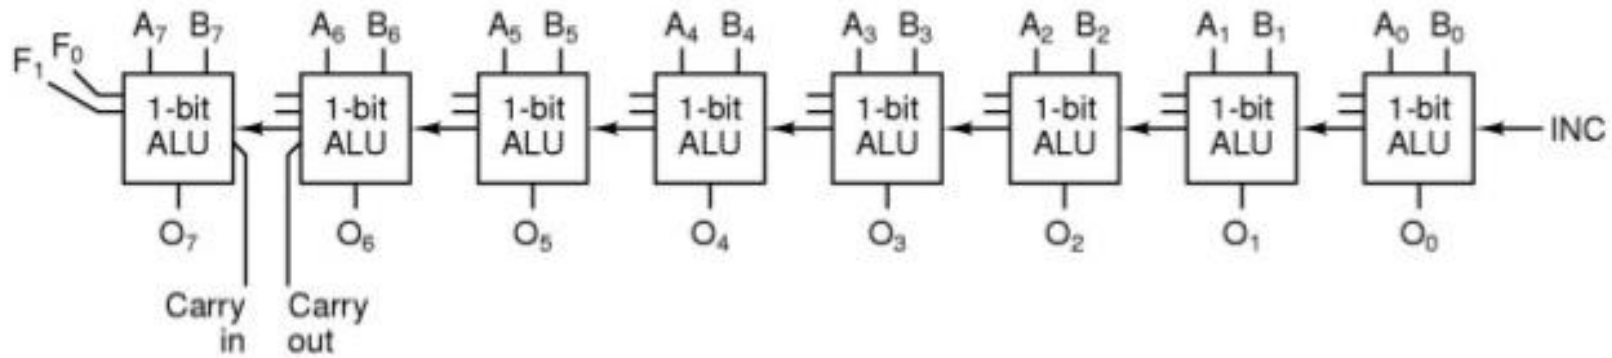 A7 B7 A6 B6 A5 B5 A4 B4 A3 B3 A2 B2 A1 B1 A0 B0
F1 F0
1-bit ALU 1-bit ALU 1-bit ALU 1-bit ALU 1-bit ALU 1-bit ALU 1-bit ALU 1-bit ALU
INC
O7 O6 O5 O4 O3 O2 O1 O0
Carry in
Carry out